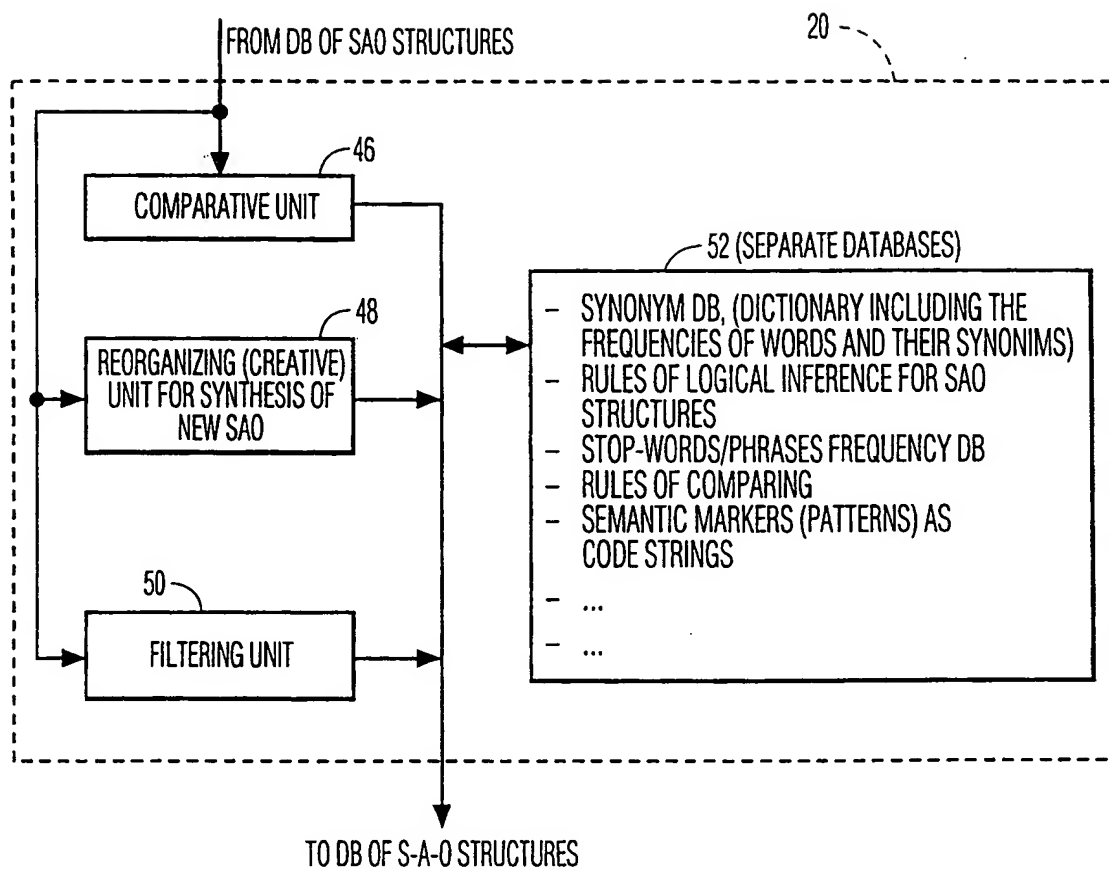 FROM DB OF SAO STRUCTURES
20
46
COMPARATIVE UNIT
48
REORGANIZING (CREATIVE)
UNIT FOR SYNTHESIS OF
NEW SAO
50
FILTERING UNIT
52 (SEPARATE DATABASES)
- SYNONYM DB, (DICTIONARY INCLUDING THE
FREQUENCIES OF WORDS AND THEIR SYNONIMS)
- RULES OF LOGICAL INFERENCE FOR SAO
STRUCTURES
- STOP-WORDS/PHRASES FREQUENCY DB
- RULES OF COMPARING
- SEMANTIC MARKERS (PATTERNS) AS
CODE STRINGS
- ...
- ...
TO DB OF S-A-O STRUCTURES